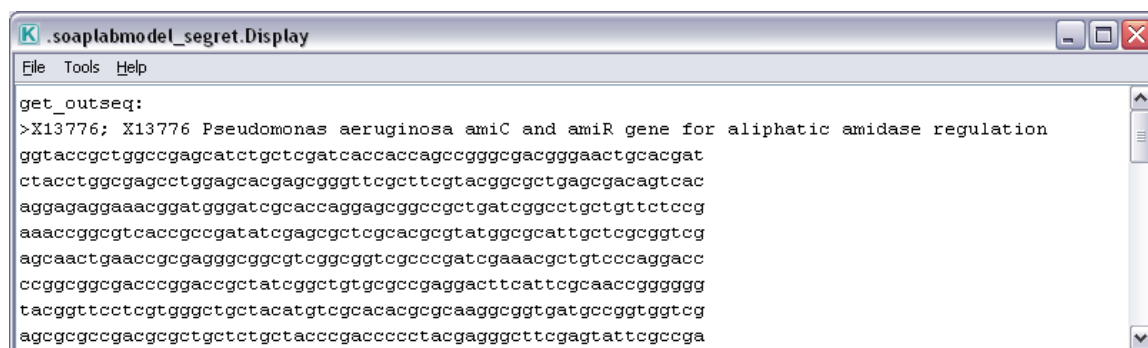 K .soaplabmodel_segret.Display
File Tools Help
get_outseq:
>X13776; X13776 Pseudomonas aeruginosa amiC and amiR gene for aliphatic amidase regulation
ggtaccgctggccgagcatctgctcgatcaccaccagccgggcgacgggaactgcacgat
ctacctggcgagcctggagcacgagcgggttcgcttcgtacggcgctgagcgacagtcac
aggagaggaaacggatgggatcgcaccaggagcggccgctgatcggcctgctgttctccg
aaaccggcgtcaccgccgatatcgagcgctcgcacgcgtatggcgcattgctcgcggtcg
agcaactgaaccgcgagggcggcgtcggcggtcgcccgatcgaaacgctgtcccaggacc
ccggcggcgacccggaccgctatcggctgtgcgccgaggacttcattcgcaaccgggggg
tacggttcctcgtgggctgctacatgtcgcacacgcgcaaggcggtgatgccggtggtcg
agcgcgccgacgcgctgctctgctacccgaccccctacgagggcttcgagtattcgccga